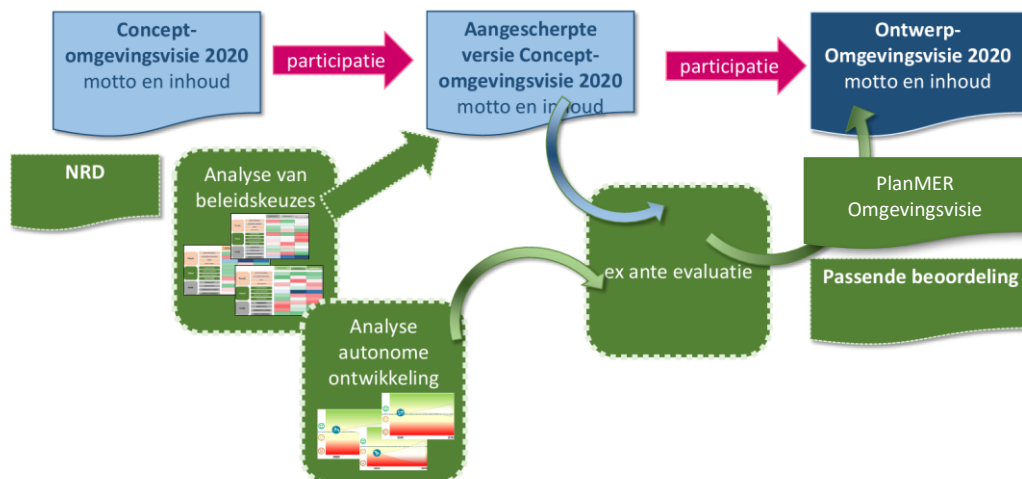 Concept-
omgevingsvisie 2020
motto en inhoud
participatie
Aangescherpte
versie Concept-
omgevingsvisie 2020
motto en inhoud
participatie
Ontwerp-
Omgevingsvisie 2020
motto en inhoud
NRD
Analyse van
beleidskeuzes
PlanMER
Omgevingsvisie
ex ante evaluatie
Passende beoordeling
Analyse
autonome
ontwikkeling